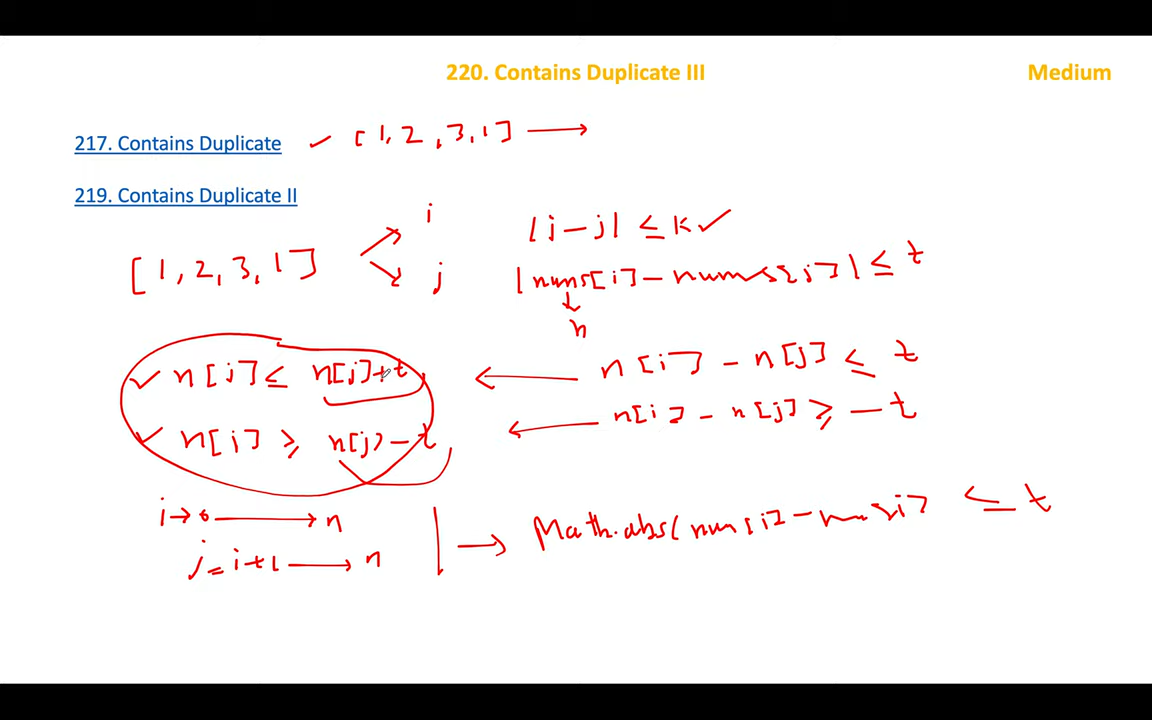 220. Contains Duplicate III
Medium
217. Contains Duplicate ✓ [1,2,3,1] →
219. Contains Duplicate II
i
|i-j| ≤ k ✓
[1,2,3,1]
j
|nums[i]-nums[j]| ≤ t
↓
n
✓ n[i] ≤ n[j]+t ← n[i] - n[j] ≤ t
✓ n[i] ≥ n[j]-t ← n[i] - n[j] ≥ -t
i→0 → n
j=i+1 → n
→ Math.abs(nums[i]-nums[j] ≤ t